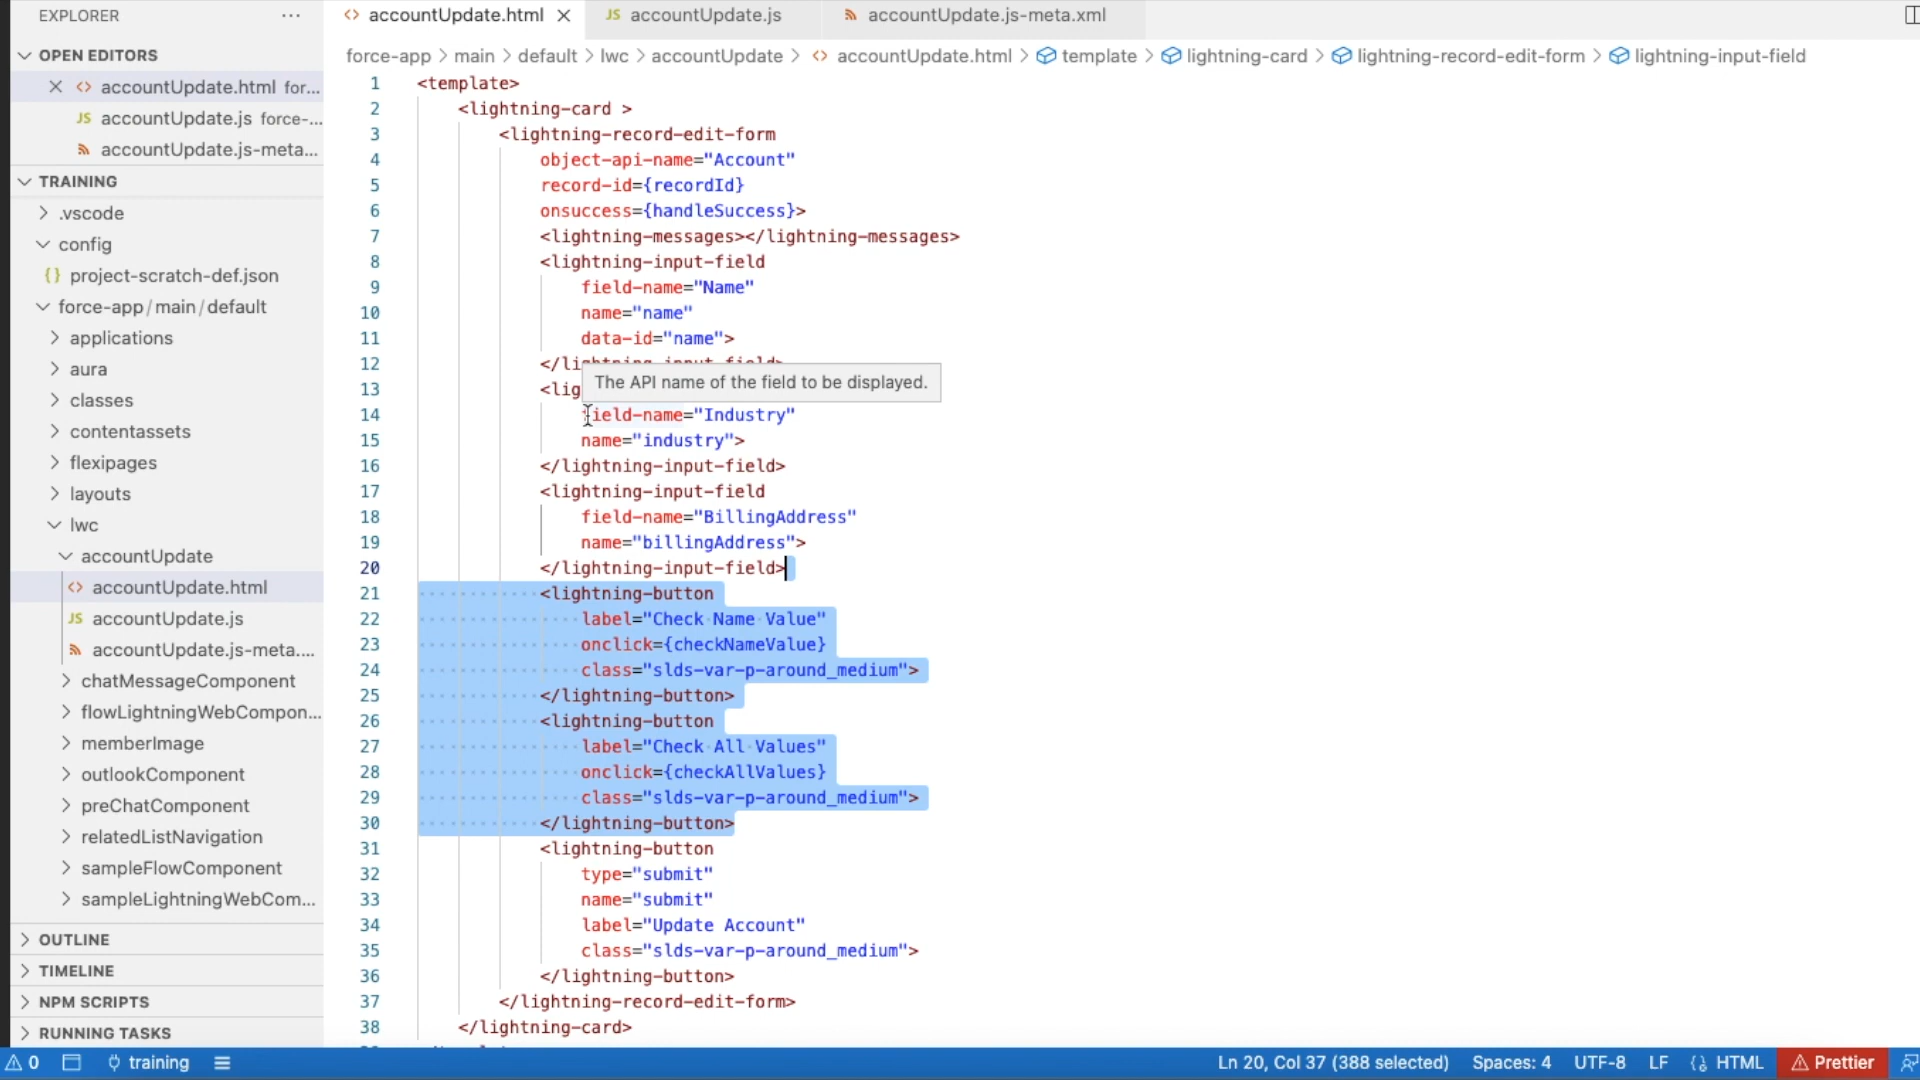 EXPLORER
OPEN EDITORS
accountUpdate.html for...
accountUpdate.js force-...
accountUpdate.js-meta...
TRAINING
.vscode
config
{} project-scratch-def.json
force-app/main/default
applications
aura
classes
contentassets
flexipages
layouts
lwc
accountUpdate
accountUpdate.html
JS accountUpdate.js
accountUpdate.js-meta....
chatMessageComponent
flowLightningWebCompon...
memberImage
outlookComponent
preChatComponent
relatedListNavigation
sampleFlowComponent
sampleLightningWebCom...
OUTLINE
TIMELINE
NPM SCRIPTS
RUNNING TASKS
accountUpdate.html JS accountUpdate.js accountUpdate.js-meta.xml
force-app > main > default > lwc > accountUpdate > accountUpdate.html > template > lightning-card > lightning-record-edit-form > lightning-input-field
1 <template>
2 <lightning-card >
3 <lightning-record-edit-form
4 object-api-name="Account"
5 record-id={recordId}
6 onsuccess={handleSuccess}>
7 <lightning-messages></lightning-messages>
8 <lightning-input-field
9 field-name="Name"
10 name="name"
11 data-id="name">
12 </lightning-input-field>
The API name of the field to be displayed.
13 <lig
14 field-name="Industry"
15 name="industry">
16 </lightning-input-field>
17 <lightning-input-field
18 field-name="BillingAddress"
19 name="billingAddress">
20 </lightning-input-field>
21 <lightning-button
22 label="Check Name Value"
23 onclick={checkNameValue}
24 class="slds-var-p-around_medium">
25 </lightning-button>
26 <lightning-button
27 label="Check All Values"
28 onclick={checkAllValues}
29 class="slds-var-p-around_medium">
30 </lightning-button>
31 <lightning-button
32 type="submit"
33 name="submit"
34 label="Update Account"
35 class="slds-var-p-around_medium">
36 </lightning-button>
37 </lightning-record-edit-form>
38 </lightning-card>
0 training Ln 20, Col 37 (388 selected) Spaces: 4 UTF-8 LF {} HTML Prettier